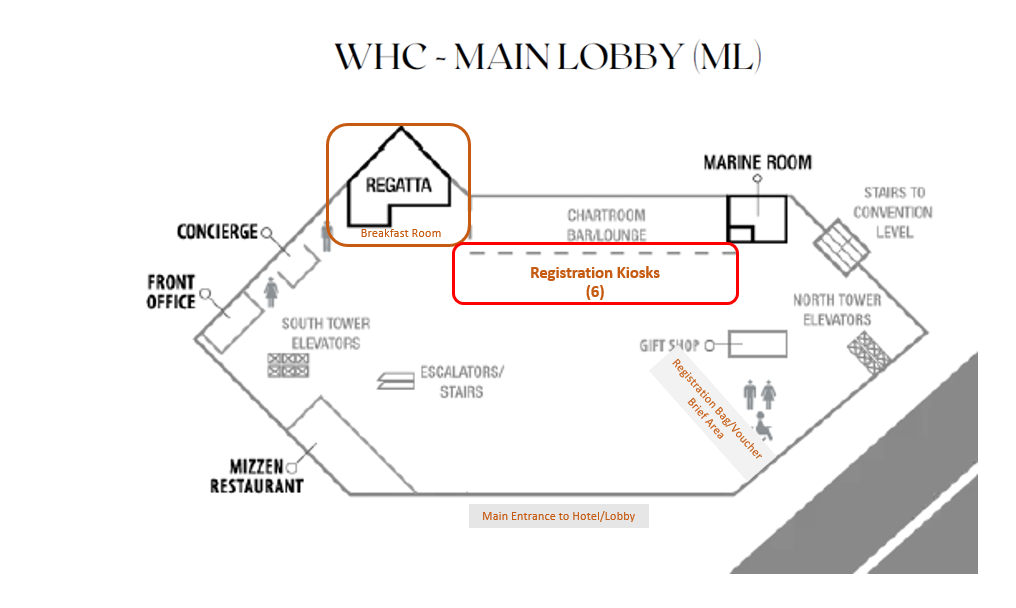 WHC ~ MAIN LOBBY (ML)
MARINE ROOM
REGATTA
STAIRS TO
CONVENTION
LEVEL
CHARTROOM
BAR/LOUNGE
CONCIERGE
Breakfast Room
Registration Kiosks
(6)
FRONT
OFFICE
NORTH TOWER
ELEVATORS
SOUTH TOWER
ELEVATORS
GIFT SHOP
ESCALATORS/
STAIRS
Registration Bag/Voucher
Brief Area
MIZZEN
RESTAURANT
Main Entrance to Hotel/Lobby